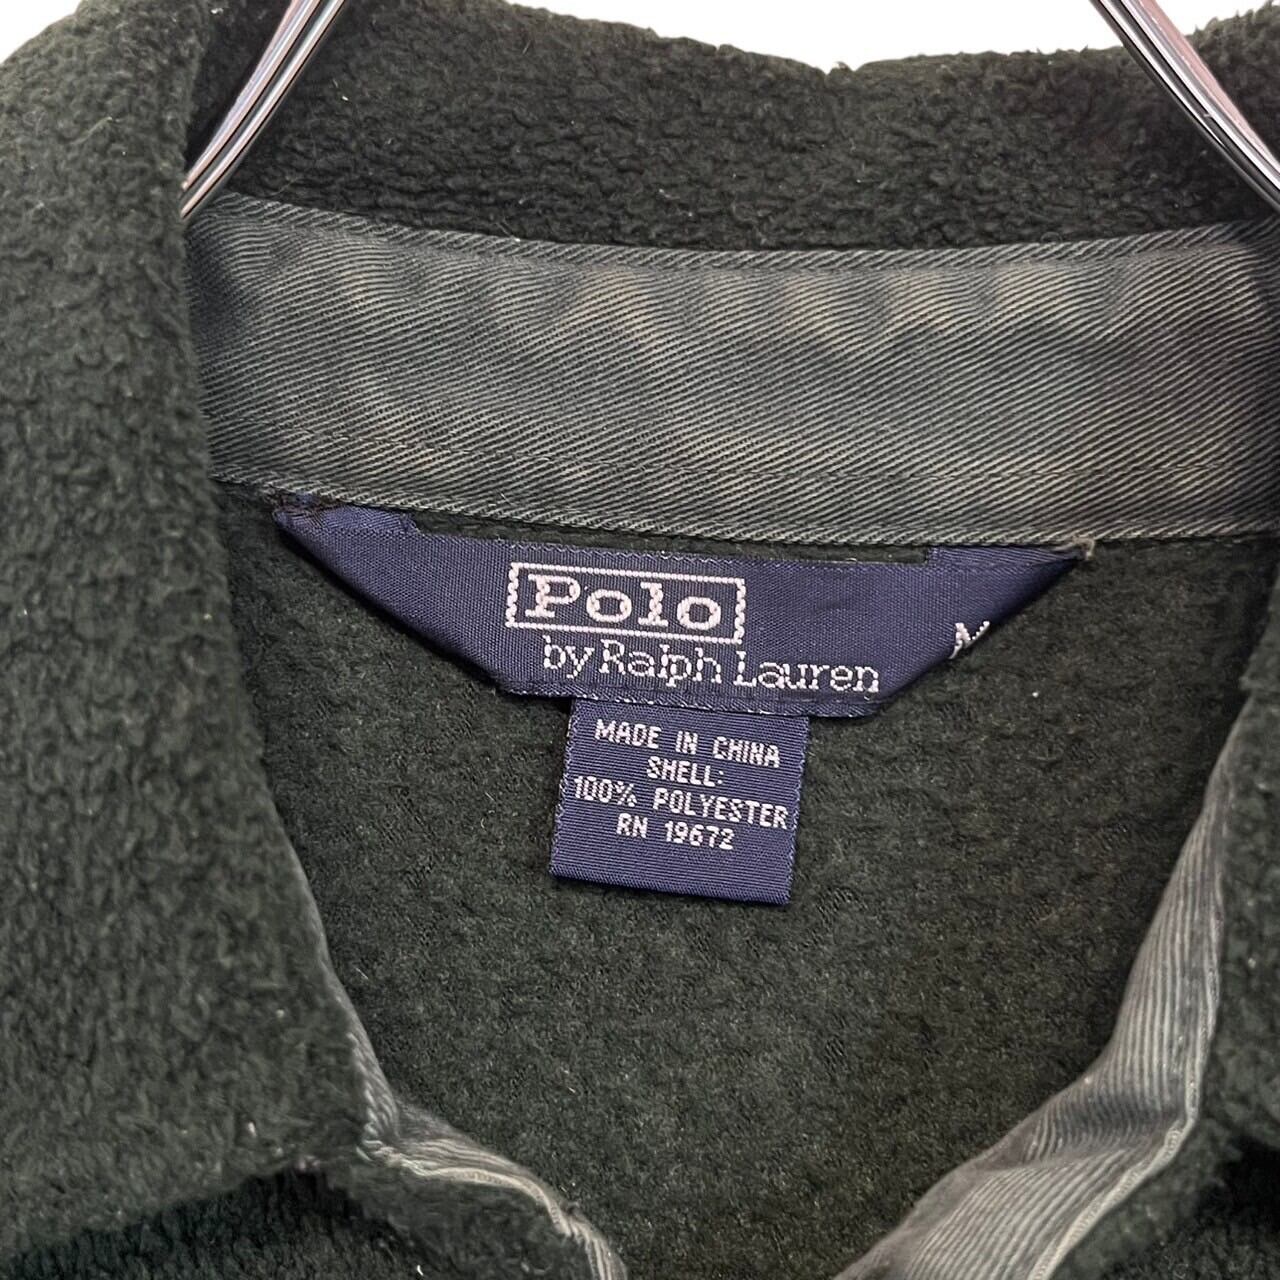 Polo
by Ralph Lauren
MADE IN CHINA
SHELL:
100% POLYESTER
RN 19672